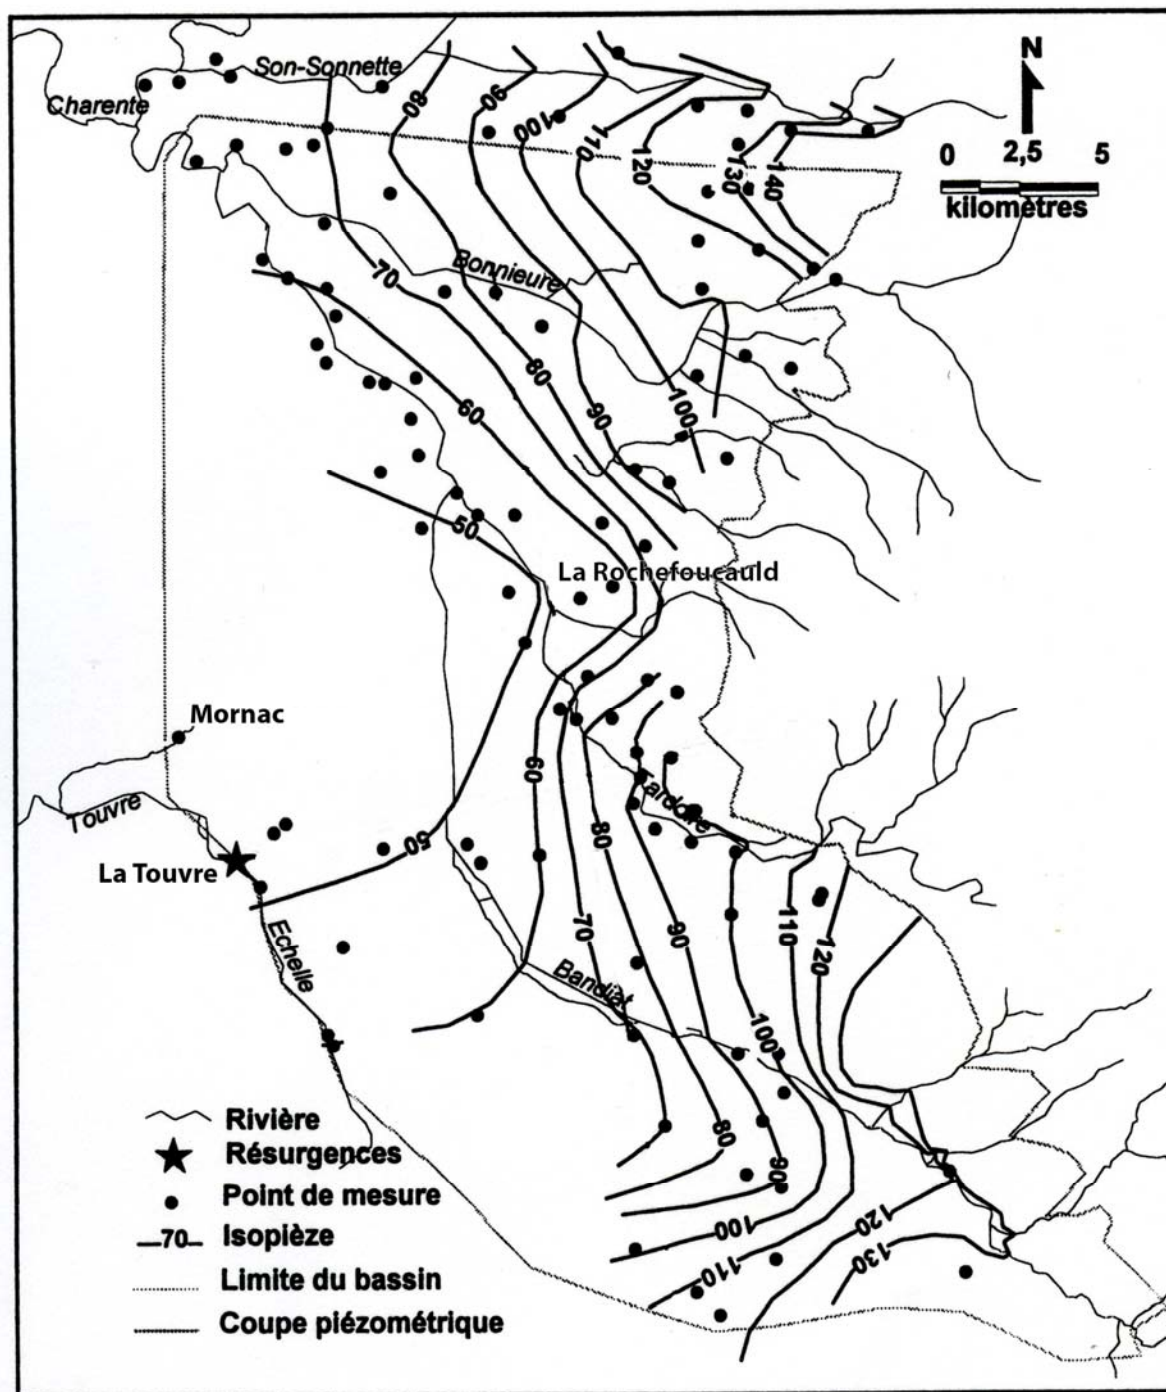 N
0 2,5 5
kilomètres
Son-Sonnette
Charente
80
90
100
110
120
130
140
70
Bonnieure
80
60
90
100
50
La Rochefoucauld
Mornac
Touvre
La Touvre
60
Tardoire
80
50
Echelle
70
90
110
120
Bandiat
100
80
90
100
110
120
130
Rivière
Résurgences
Point de mesure
70 Isopièze
Limite du bassin
Coupe piézométrique